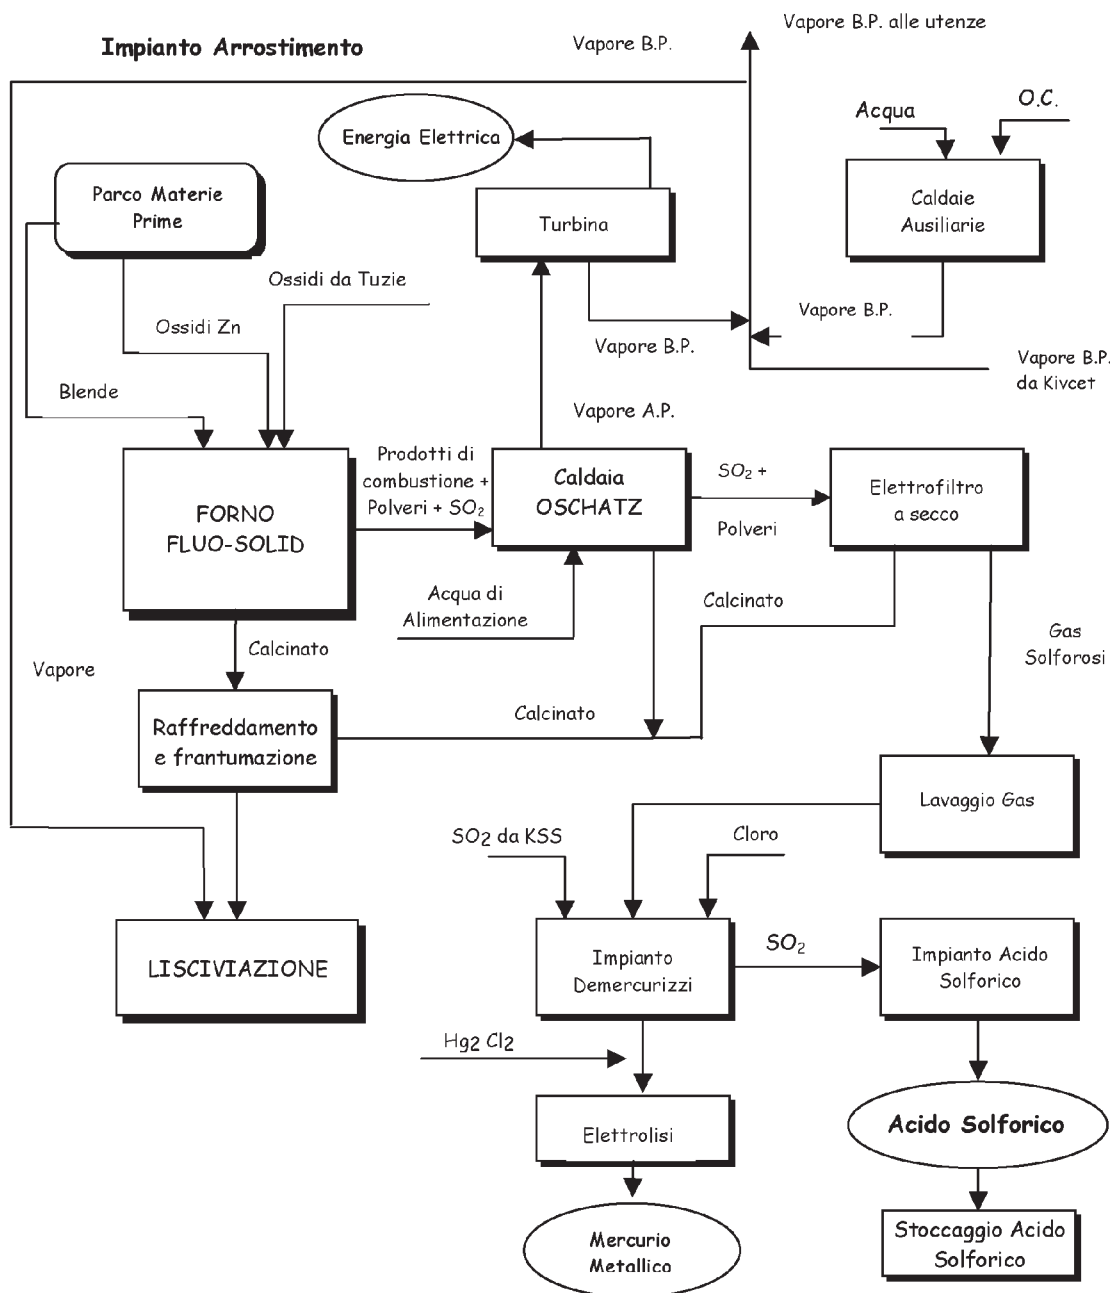 Impianto Arrostimento
Vapore B.P.
Vapore B.P. alle utenze
Energia Elettrica
Acqua
O.C.
Parco Materie
Prime
Turbina
Caldaie
Ausiliarie
Ossidi da Tuzie
Ossidi Zn
Vapore B.P.
Vapore B.P.
Vapore B.P.
da Kivcet
Blende
Vapore A.P.
FORNO
FLUO-SOLID
Prodotti di
combustione +
Polveri + SO2
Caldaia
OSCHATZ
SO2 +
Polveri
Elettrofiltro
a secco
Acqua di
Alimentazione
Calcinato
Gas
Solforosi
Calcinato
Vapore
Raffreddamento
e frantumazione
Calcinato
Lavaggio Gas
SO2 da KSS
Cloro
LISCIVIAZIONE
Impianto
Demercurizzi
SO2
Impianto Acido
Solforico
Hg2 Cl2
Elettrolisi
Acido Solforico
Mercurio
Metallico
Stoccaggio Acido
Solforico